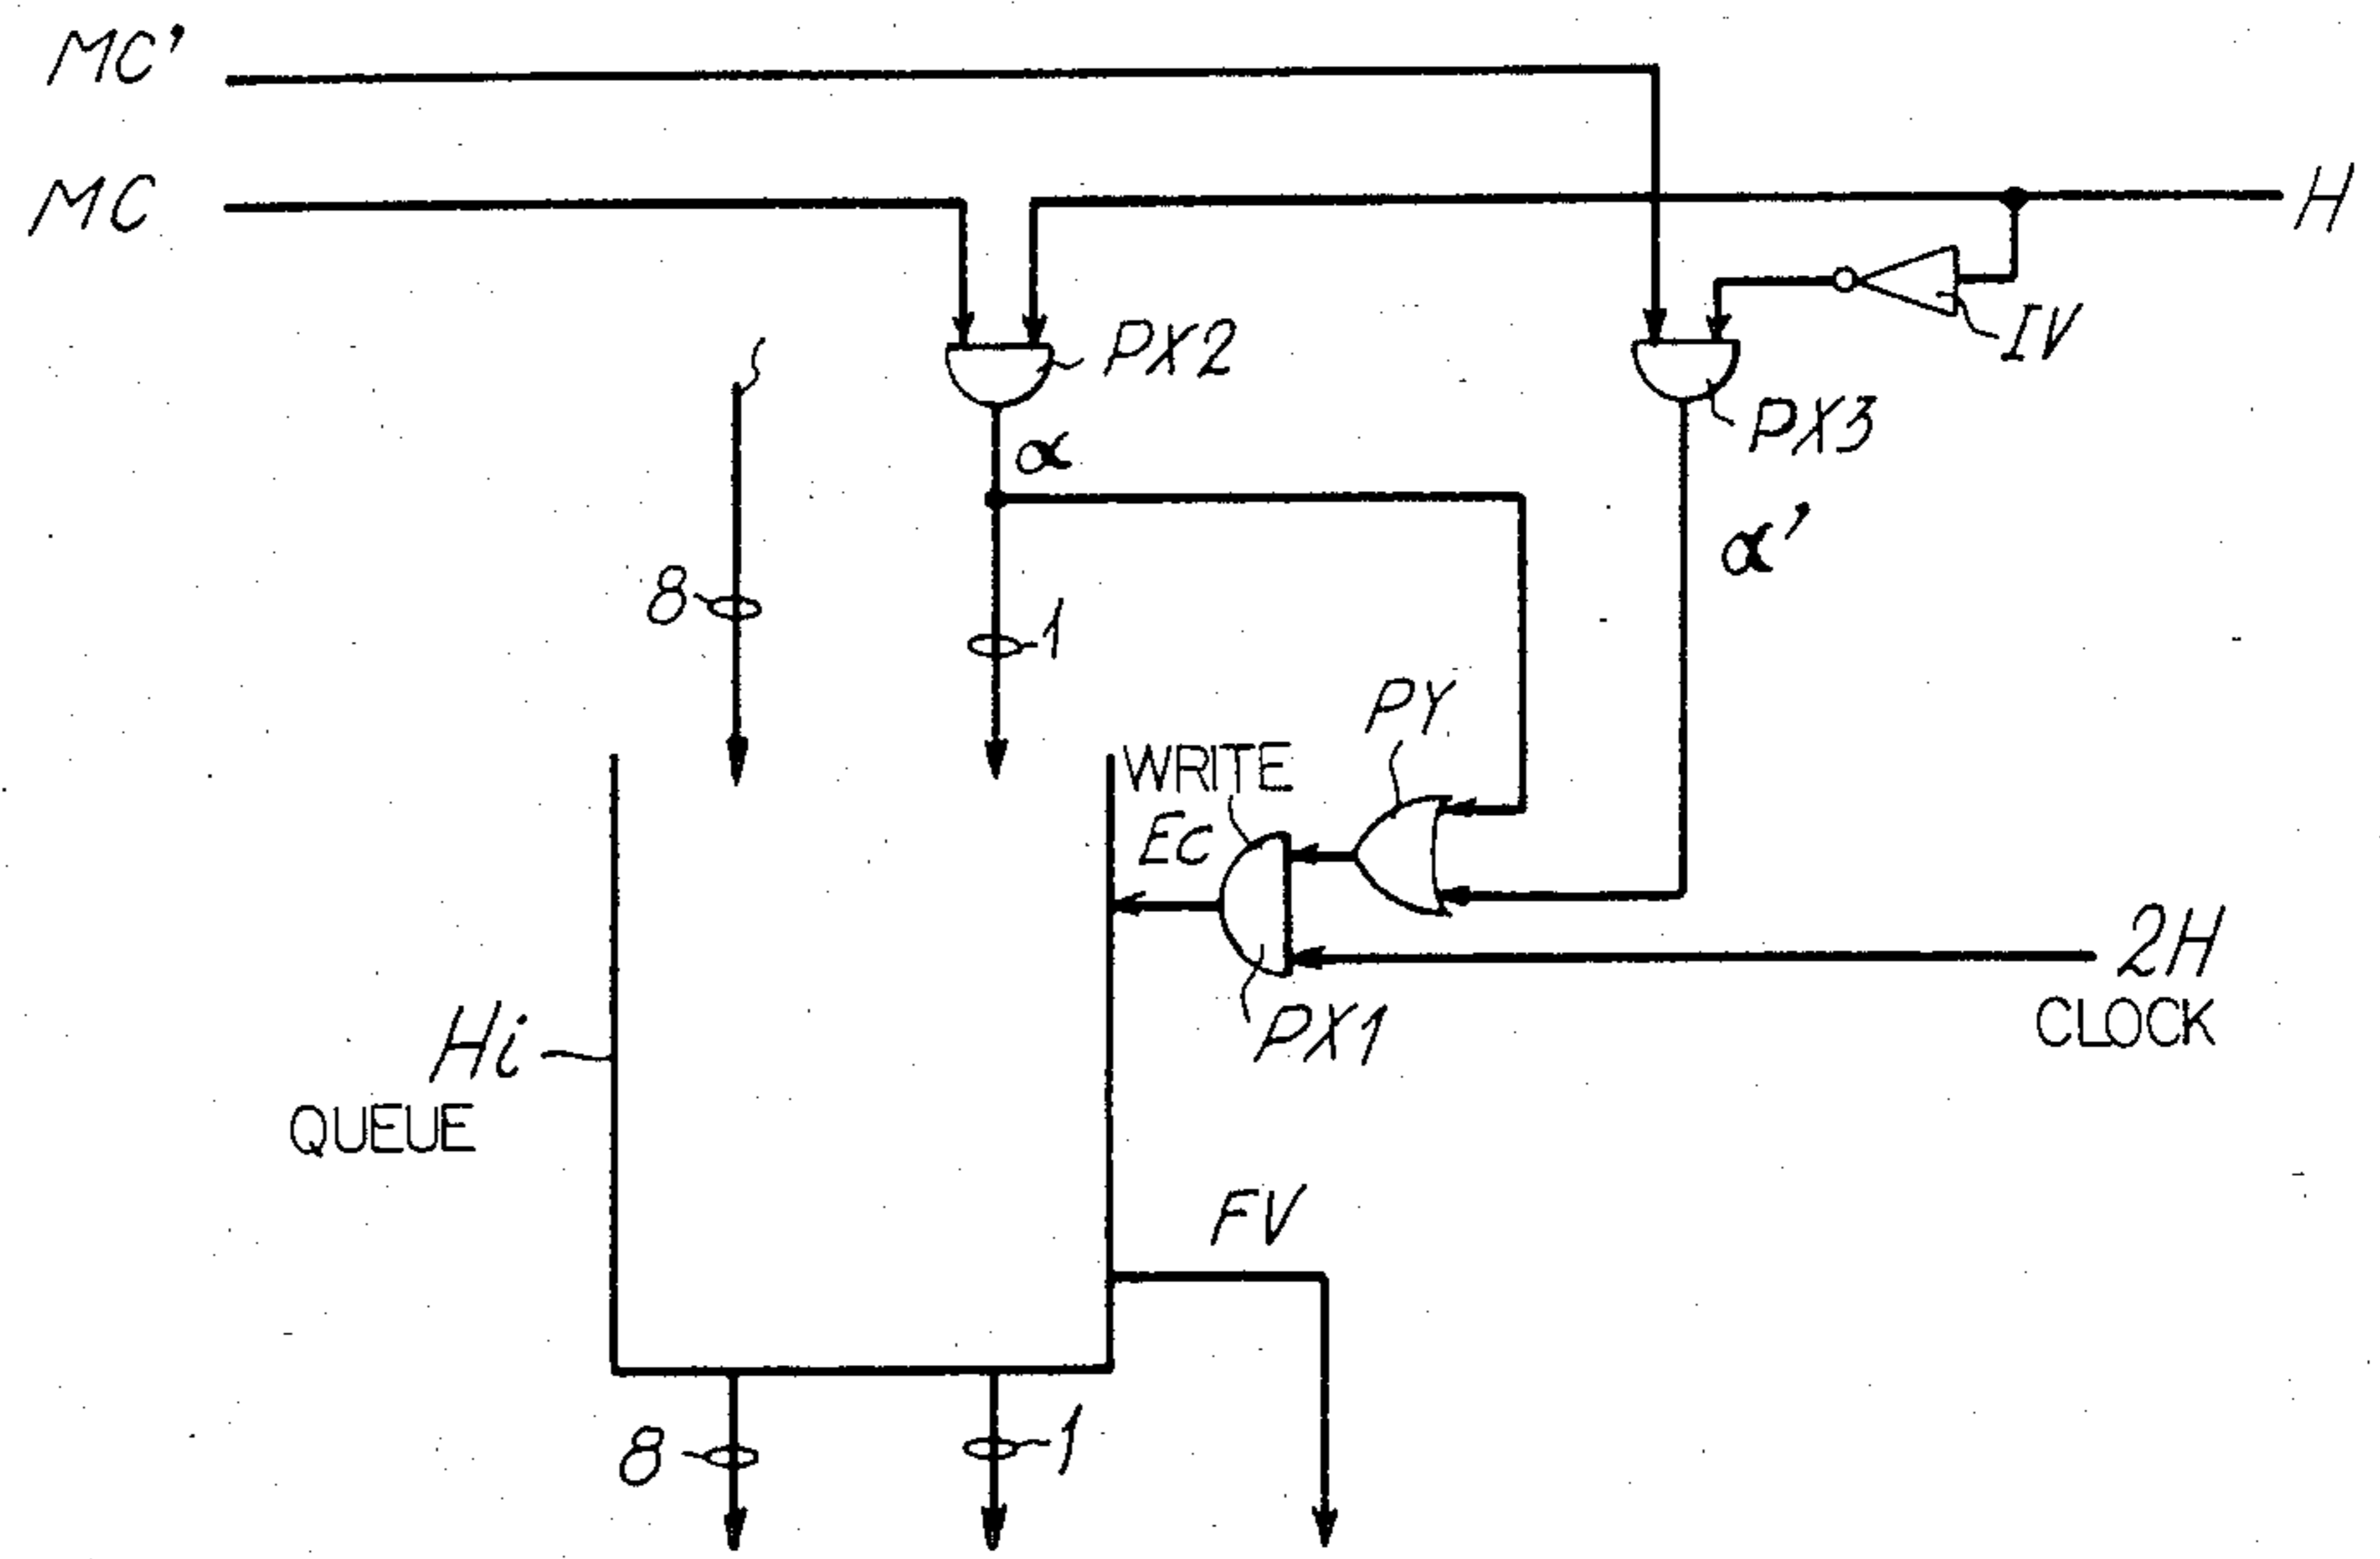 MC'
MC
H
IV
PX2
PX3
α
α'
8
1
PY
WRITE
Ec
2H
CLOCK
PX1
Hi
QUEUE
FV
8
1